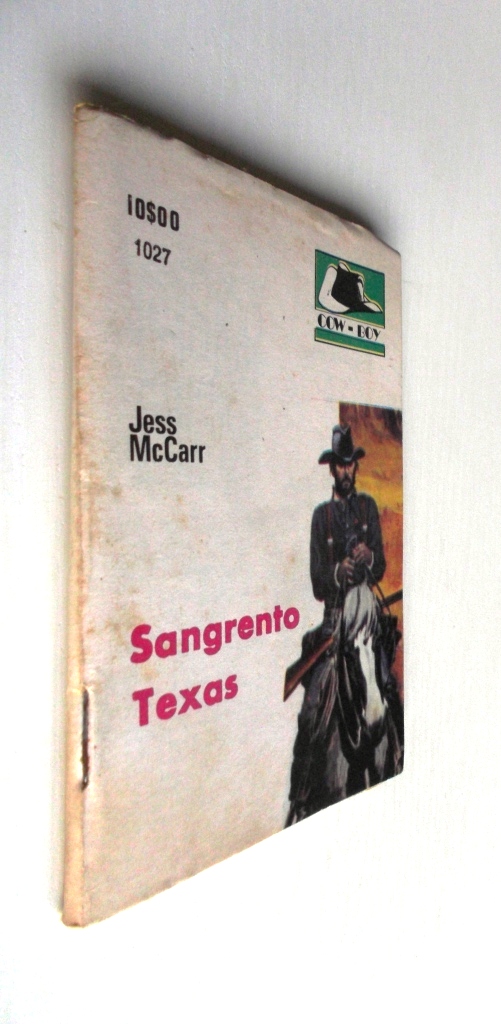 10$00
1027
COW-BOY
Jess
McCarr
Sangrento
Texas